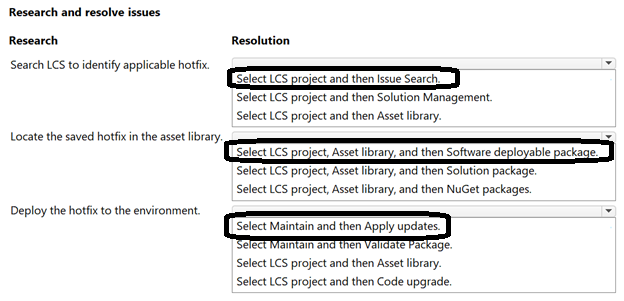 Research and resolve issues
Research Resolution
Search LCS to identify applicable hotfix.
Select LCS project and then Issue Search.
Select LCS project and then Solution Management.
Select LCS project and then Asset library.
Locate the saved hotfix in the asset library.
Select LCS project, Asset library, and then Software deployable package.
Select LCS project, Asset library, and then Solution package.
Select LCS project, Asset library, and then NuGet packages.
Deploy the hotfix to the environment.
Select Maintain and then Apply updates.
Select Maintain and then Validate Package.
Select LCS project and then Asset library.
Select LCS project and then Code upgrade.